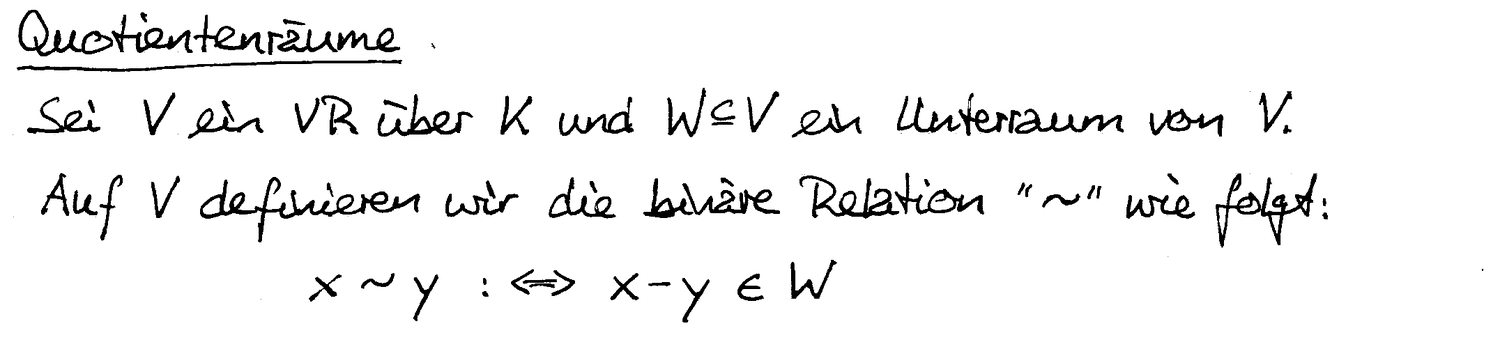 Quotientenräume
Sei V ein VR über K und W ⊆ V ein Unterraum von V.
Auf V definieren wir die binäre Relation "~" wie folgt:
x ~ y :⇔ x - y ∈ W